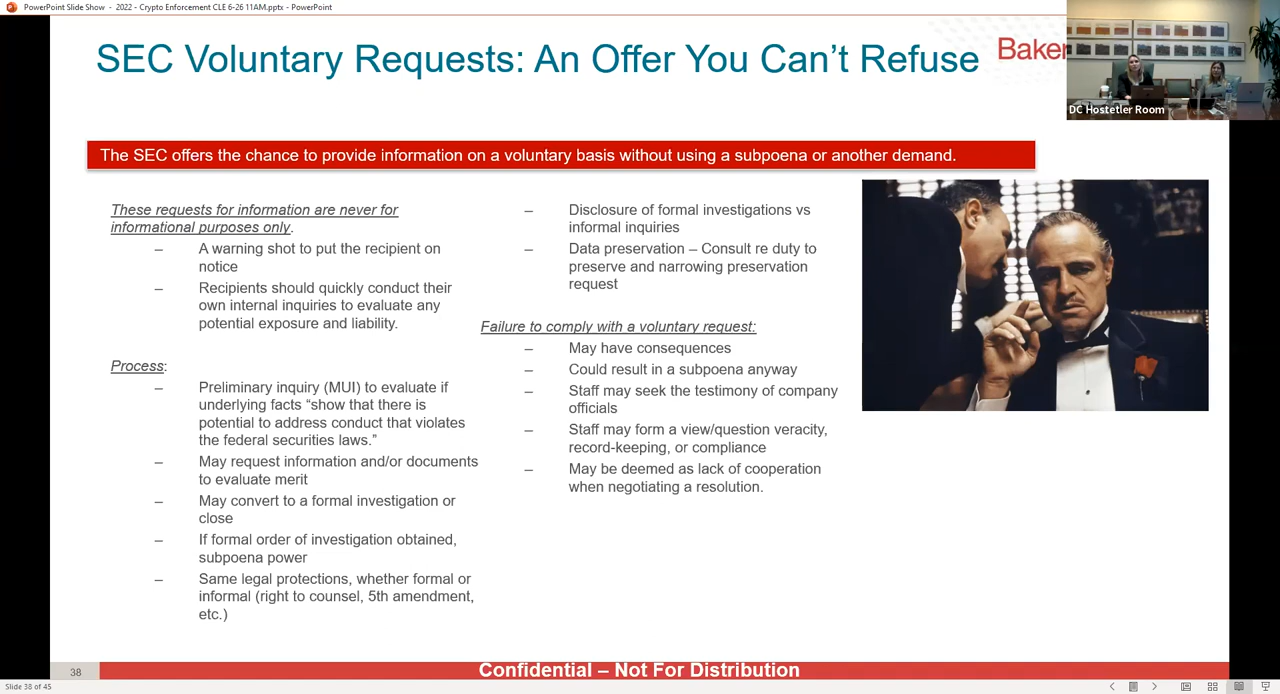 PowerPoint Slide Show - 2022 - Crypto Enforcement CLE 6-26 11AM.pptx - PowerPoint
SEC Voluntary Requests: An Offer You Can’t Refuse
Baker
DC Hostetler Room
The SEC offers the chance to provide information on a voluntary basis without using a subpoena or another demand.
These requests for information are never for
informational purposes only.
– A warning shot to put the recipient on
notice
– Recipients should quickly conduct their
own internal inquiries to evaluate any
potential exposure and liability.
Process:
– Preliminary inquiry (MUI) to evaluate if
underlying facts “show that there is
potential to address conduct that violates
the federal securities laws.”
– May request information and/or documents
to evaluate merit
– May convert to a formal investigation or
close
– If formal order of investigation obtained,
subpoena power
– Same legal protections, whether formal or
informal (right to counsel, 5th amendment,
etc.)
– Disclosure of formal investigations vs
informal inquiries
– Data preservation – Consult re duty to
preserve and narrowing preservation
request
Failure to comply with a voluntary request:
– May have consequences
– Could result in a subpoena anyway
– Staff may seek the testimony of company
officials
– Staff may form a view/question veracity,
record-keeping, or compliance
– May be deemed as lack of cooperation
when negotiating a resolution.
38
Confidential – Not For Distribution
Slide 38 of 45